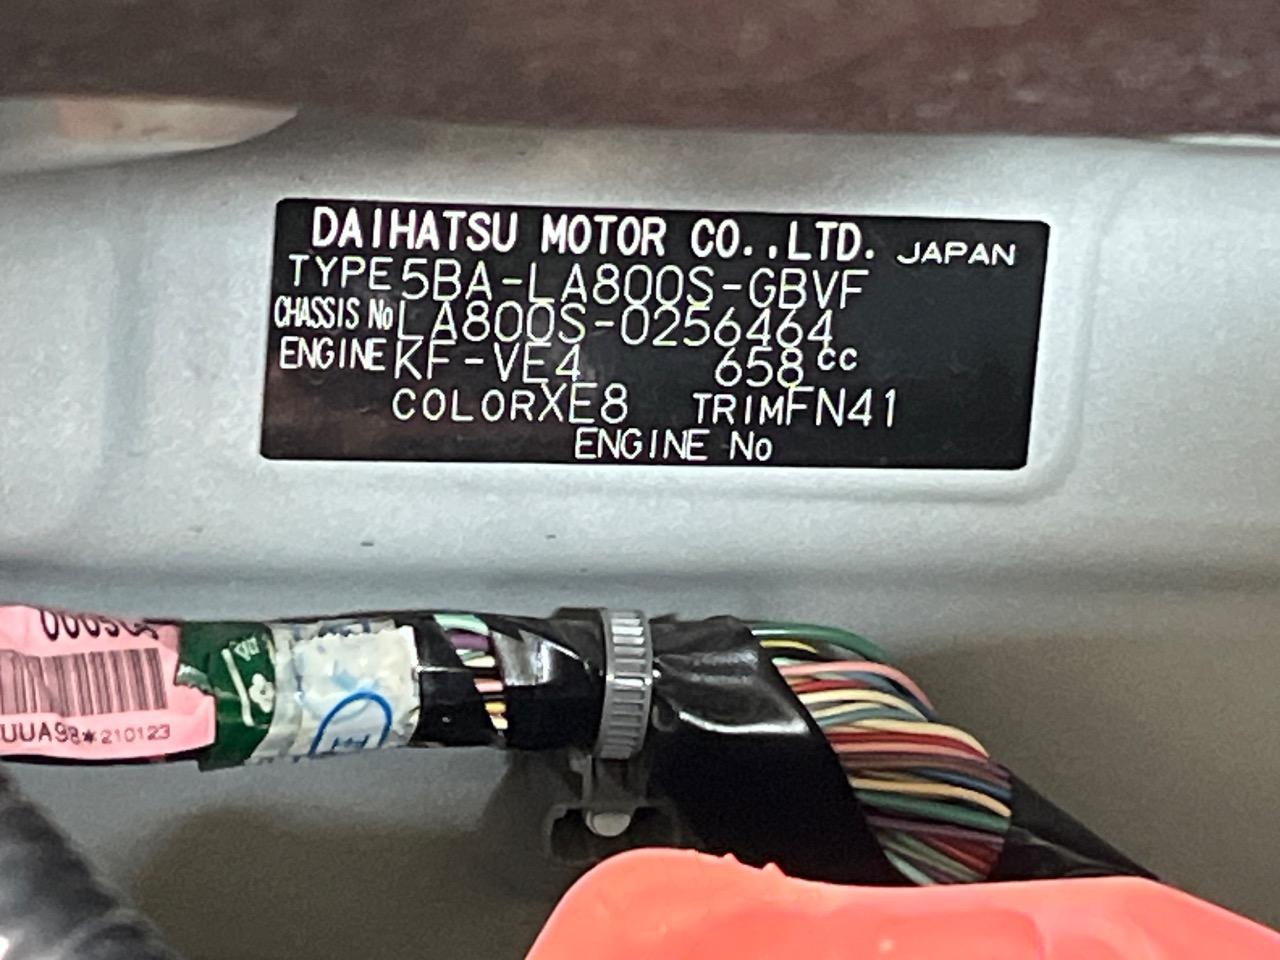 DAIHATSU MOTOR CO.,LTD. JAPAN
TYPE 5BA-LA800S-GBVF
CHASSIS No LA800S-0256464
ENGINE KF-VE4 658cc
COLOR XE8 TRIM FN41
ENGINE No
UUA98*210123